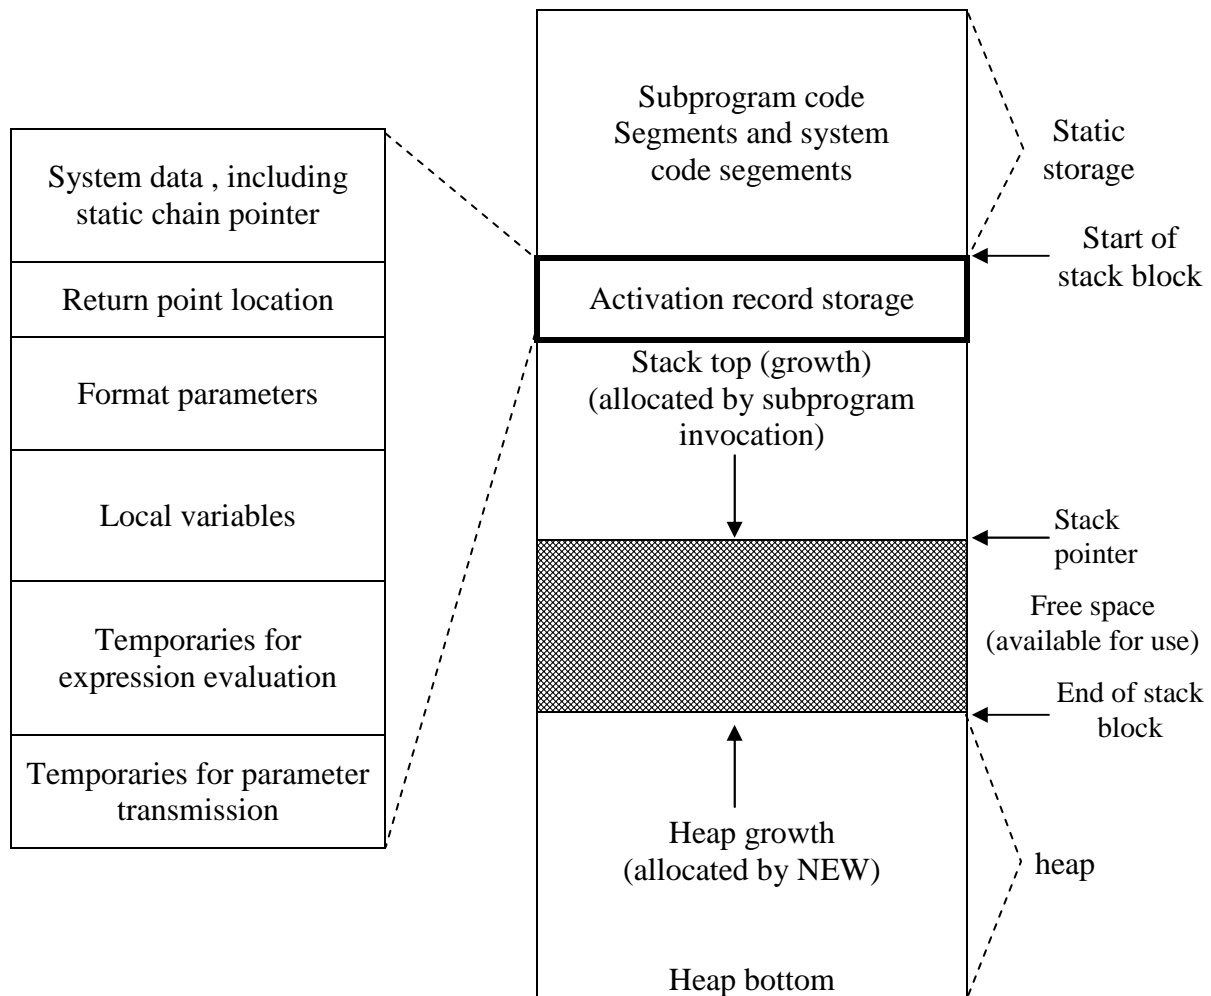 System data , including
static chain pointer
Return point location
Format parameters
Local variables
Temporaries for
expression evaluation
Temporaries for parameter
transmission
Subprogram code
Segments and system
code segements
Activation record storage
Stack top (growth)
(allocated by subprogram
invocation)
Heap growth
(allocated by NEW)
Heap bottom
Static
storage
Start of
stack block
Stack
pointer
Free space
(available for use)
End of stack
block
heap